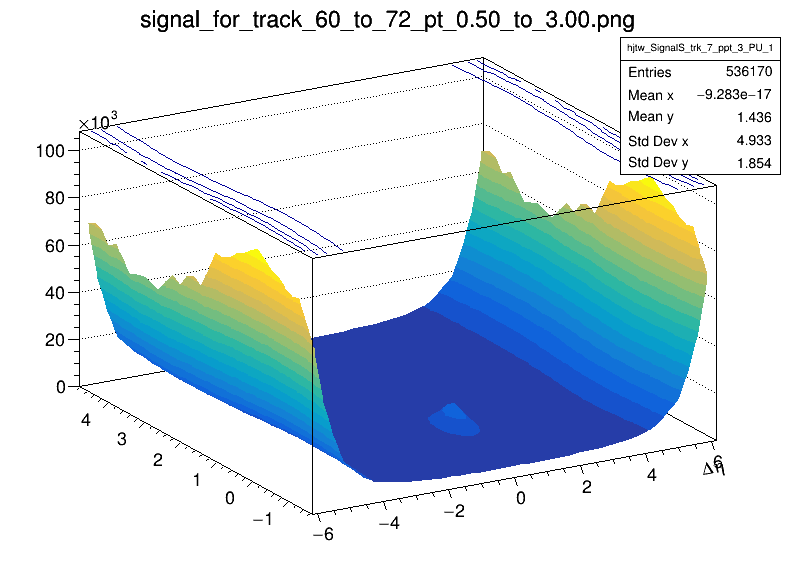 signal_for_track_60_to_72_pt_0.50_to_3.00.png
hjtw_SignalS_trk_7_ppt_3_PU_1
Entries 536170
Mean x −9.283e−17
Mean y 1.436
Std Dev x 4.933
Std Dev y 1.854
×10³
100
80
60
40
20
0
4
3
2
1
0
−1
−6
−4
−2
0
2
4
6
Δη